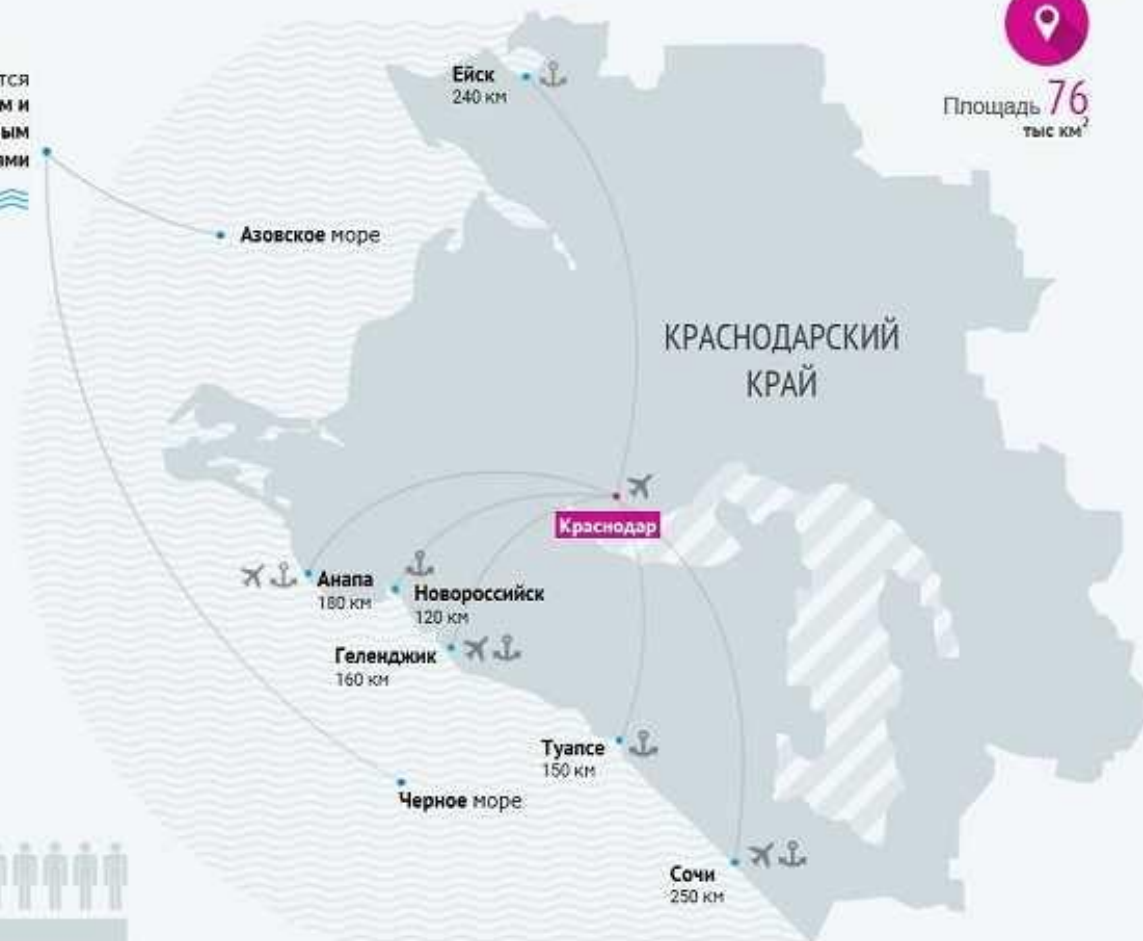 тся
м и
ым
ями
Ейск
240 км
Площадь 76
тыс км²
Азовское море
КРАСНОДАРСКИЙ
КРАЙ
Краснодар
Анапа
180 км
Новороссийск
120 км
Геленджик
160 км
Туапсе
150 км
Черное море
Сочи
250 км